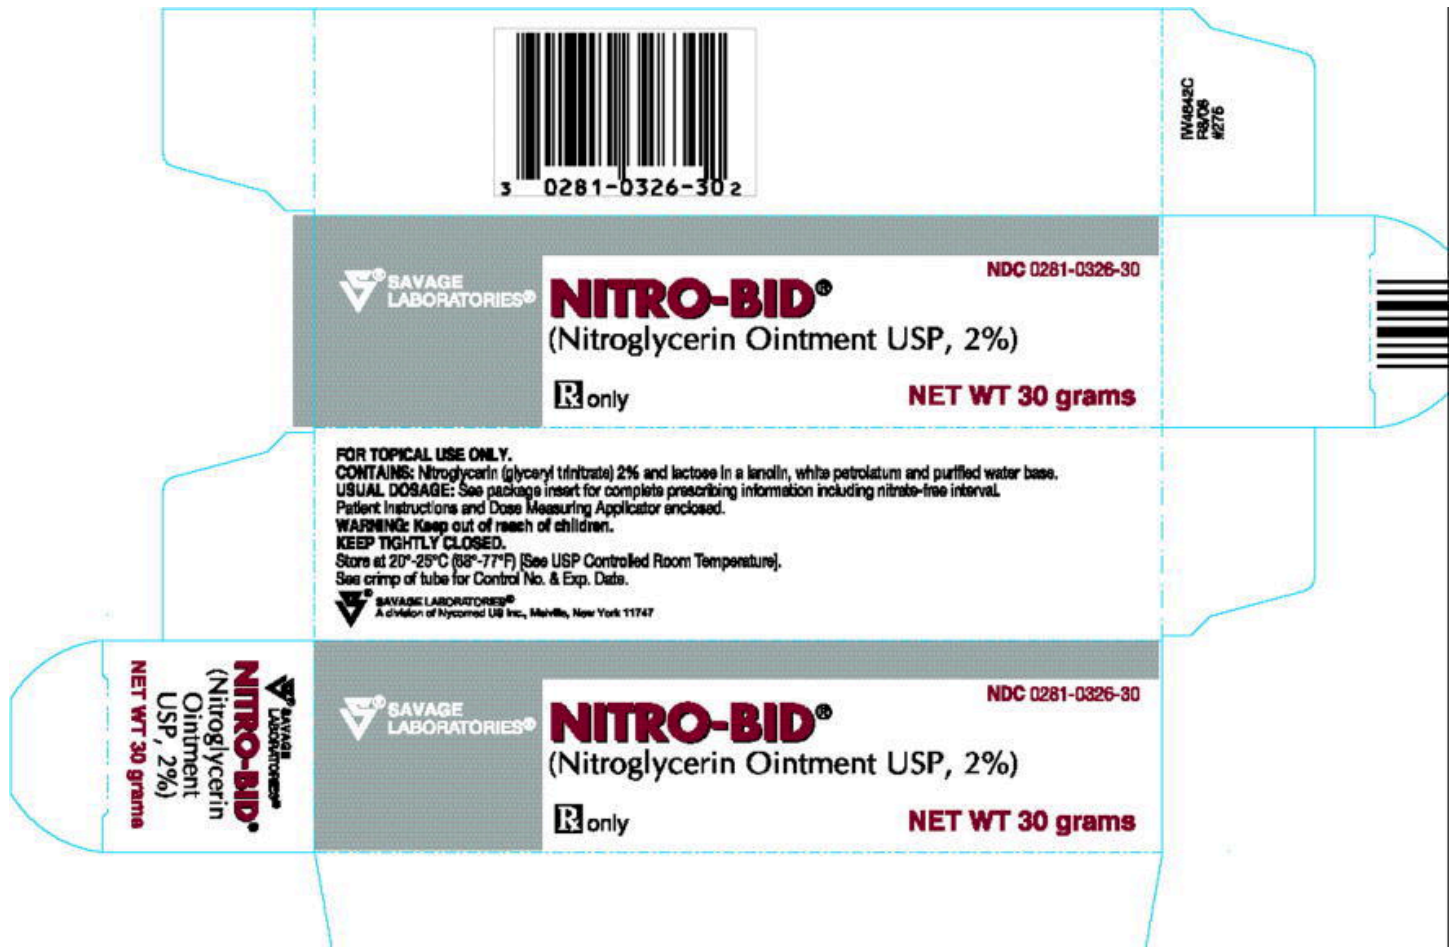 3 0281-0326-30 2
IW4842C
R8/08
#275
SAVAGE
LABORATORIES®
NDC 0281-0326-30
NITRO-BID®
(Nitroglycerin Ointment USP, 2%)
Rx only
NET WT 30 grams
FOR TOPICAL USE ONLY.
CONTAINS: Nitroglycerin (glyceryl trinitrate) 2% and lactose in a lanolin, white petrolatum and purified water base.
USUAL DOSAGE: See package insert for complete prescribing information including nitrate-free interval.
Patient Instructions and Dose Measuring Applicator enclosed.
WARNING: Keep out of reach of children.
KEEP TIGHTLY CLOSED.
Store at 20°-25°C (68°-77°F) [See USP Controlled Room Temperature].
See crimp of tube for Control No. & Exp. Date.
SAVAGE LABORATORIES®
A division of Nycomed US Inc., Melville, New York 11747
SAVAGE
LABORATORIES®
NITRO-BID®
(Nitroglycerin
Ointment
USP, 2%)
NET WT 30 grams
SAVAGE
LABORATORIES®
NDC 0281-0326-30
NITRO-BID®
(Nitroglycerin Ointment USP, 2%)
Rx only
NET WT 30 grams